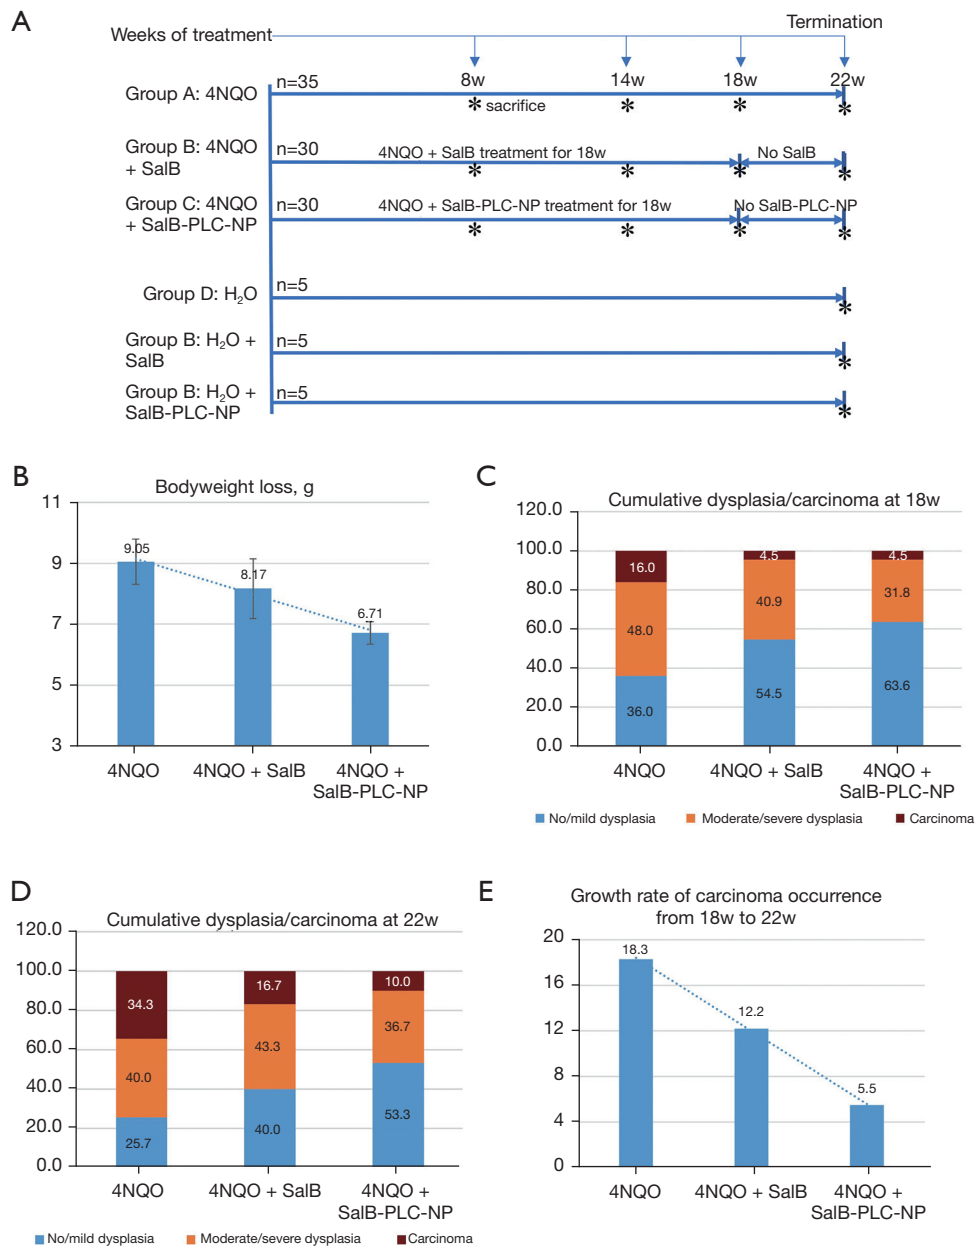 A
Termination
Weeks of treatment
8w 14w 18w 22w
n=35
Group A: 4NQO
* sacrifice * * *
Group B: 4NQO
+ SalB
n=30
4NQO + SalB treatment for 18w
No SalB
* * * *
Group C: 4NQO
+ SalB-PLC-NP
n=30
4NQO + SalB-PLC-NP treatment for 18w
No SalB-PLC-NP
* * * *
Group D: H₂O
n=5
*
Group B: H₂O +
SalB
n=5
*
Group B: H₂O +
SalB-PLC-NP
n=5
*
B
Bodyweight loss, g
11
9
7
5
3
9.05
8.17
6.71
4NQO
4NQO + SalB
4NQO +
SalB-PLC-NP
C
Cumulative dysplasia/carcinoma at 18w
120.0
100.0
80.0
60.0
40.0
20.0
0.0
16.0
48.0
36.0
4.5
40.9
54.5
4.5
31.8
63.6
4NQO
4NQO + SalB
4NQO +
SalB-PLC-NP
No/mild dysplasia
Moderate/severe dysplasia
Carcinoma
D
Cumulative dysplasia/carcinoma at 22w
120.0
100.0
80.0
60.0
40.0
20.0
0.0
34.3
40.0
25.7
16.7
43.3
40.0
10.0
36.7
53.3
4NQO
4NQO + SalB
4NQO +
SalB-PLC-NP
No/mild dysplasia
Moderate/severe dysplasia
Carcinoma
E
Growth rate of carcinoma occurrence
from 18w to 22w
20
16
12
8
4
0
18.3
12.2
5.5
4NQO
4NQO + SalB
4NQO +
SalB-PLC-NP